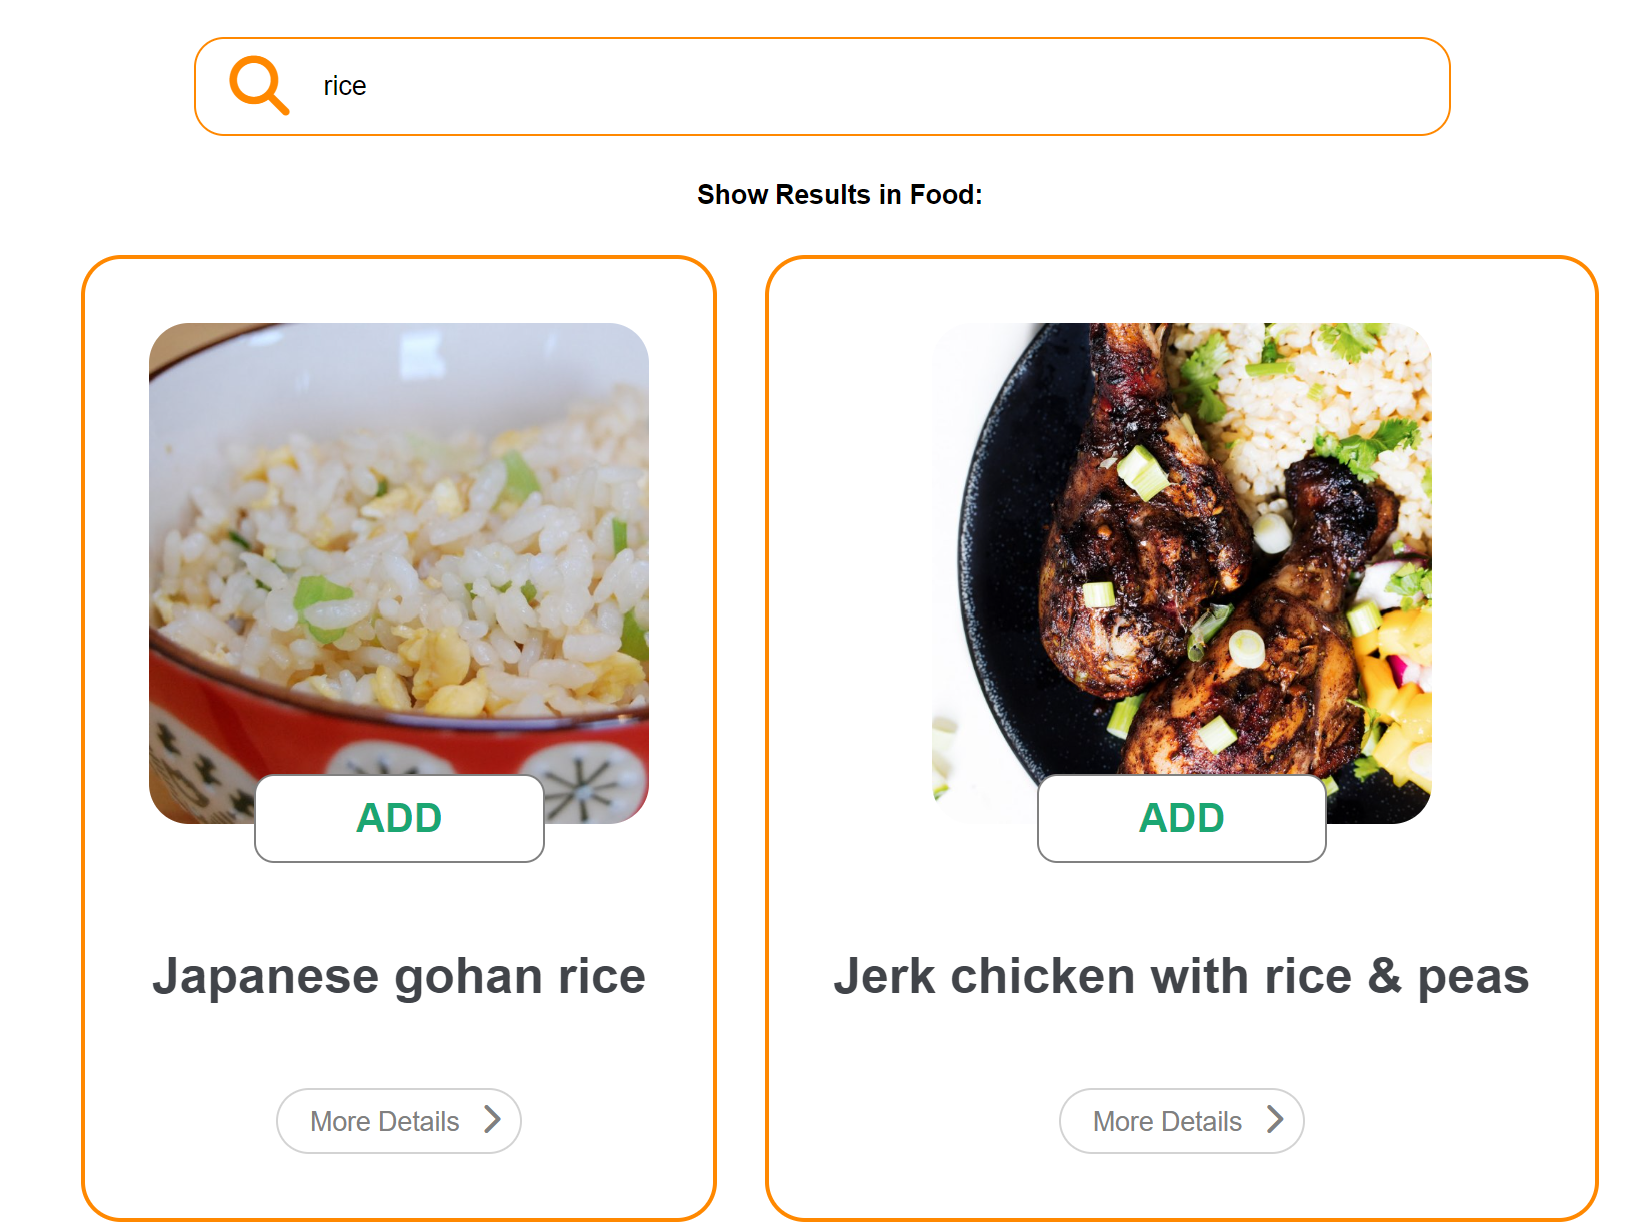 rice
Show Results in Food:
ADD
ADD
Japanese gohan rice
Jerk chicken with rice & peas
More Details
More Details